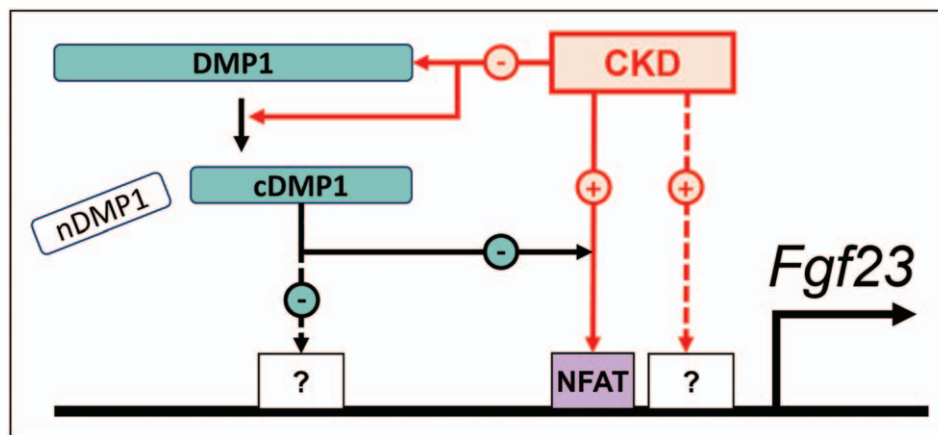 DMP1
-
CKD
cDMP1
nDMP1
+
+
-
-
Fgf23
?
NFAT
?